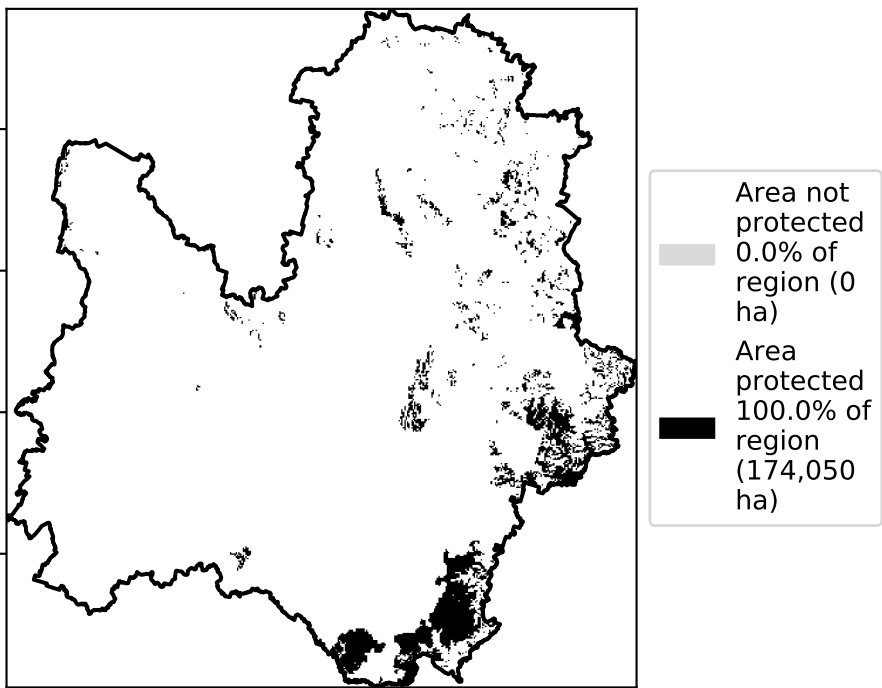 Area not
protected
0.0% of
region (0
ha)
Area
protected
100.0% of
region
(174,050
ha)